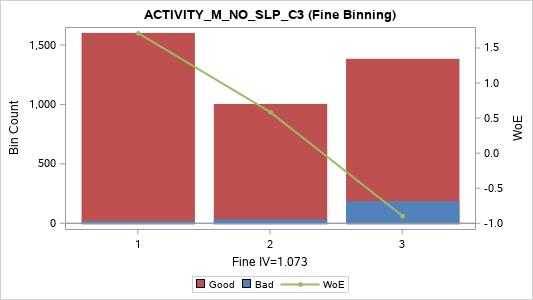 ACTIVITY_M_NO_SLP_C3 (Fine Binning)
1,500
1,000
500
0
Bin Count
1.5
1.0
0.5
0.0
-0.5
-1.0
WoE
1 2 3
Fine IV=1.073
Good Bad WoE